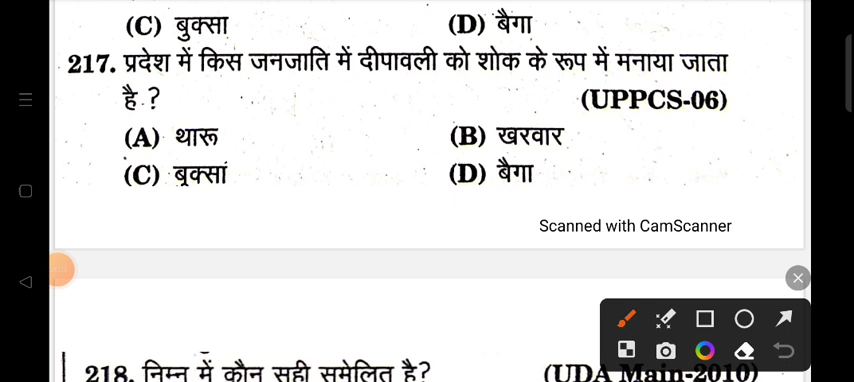 (C) बुक्सा (D) बैगा
217. प्रदेश में किस जनजाति में दीपावली को शोक के रूप में मनाया जाता
है ? (UPPCS-06)
(A) थारू (B) खरवार
(C) बुक्सा (D) बैगा
Scanned with CamScanner
218. निम्न में कौन सही सुमेलित है? (UDA Main-2010)